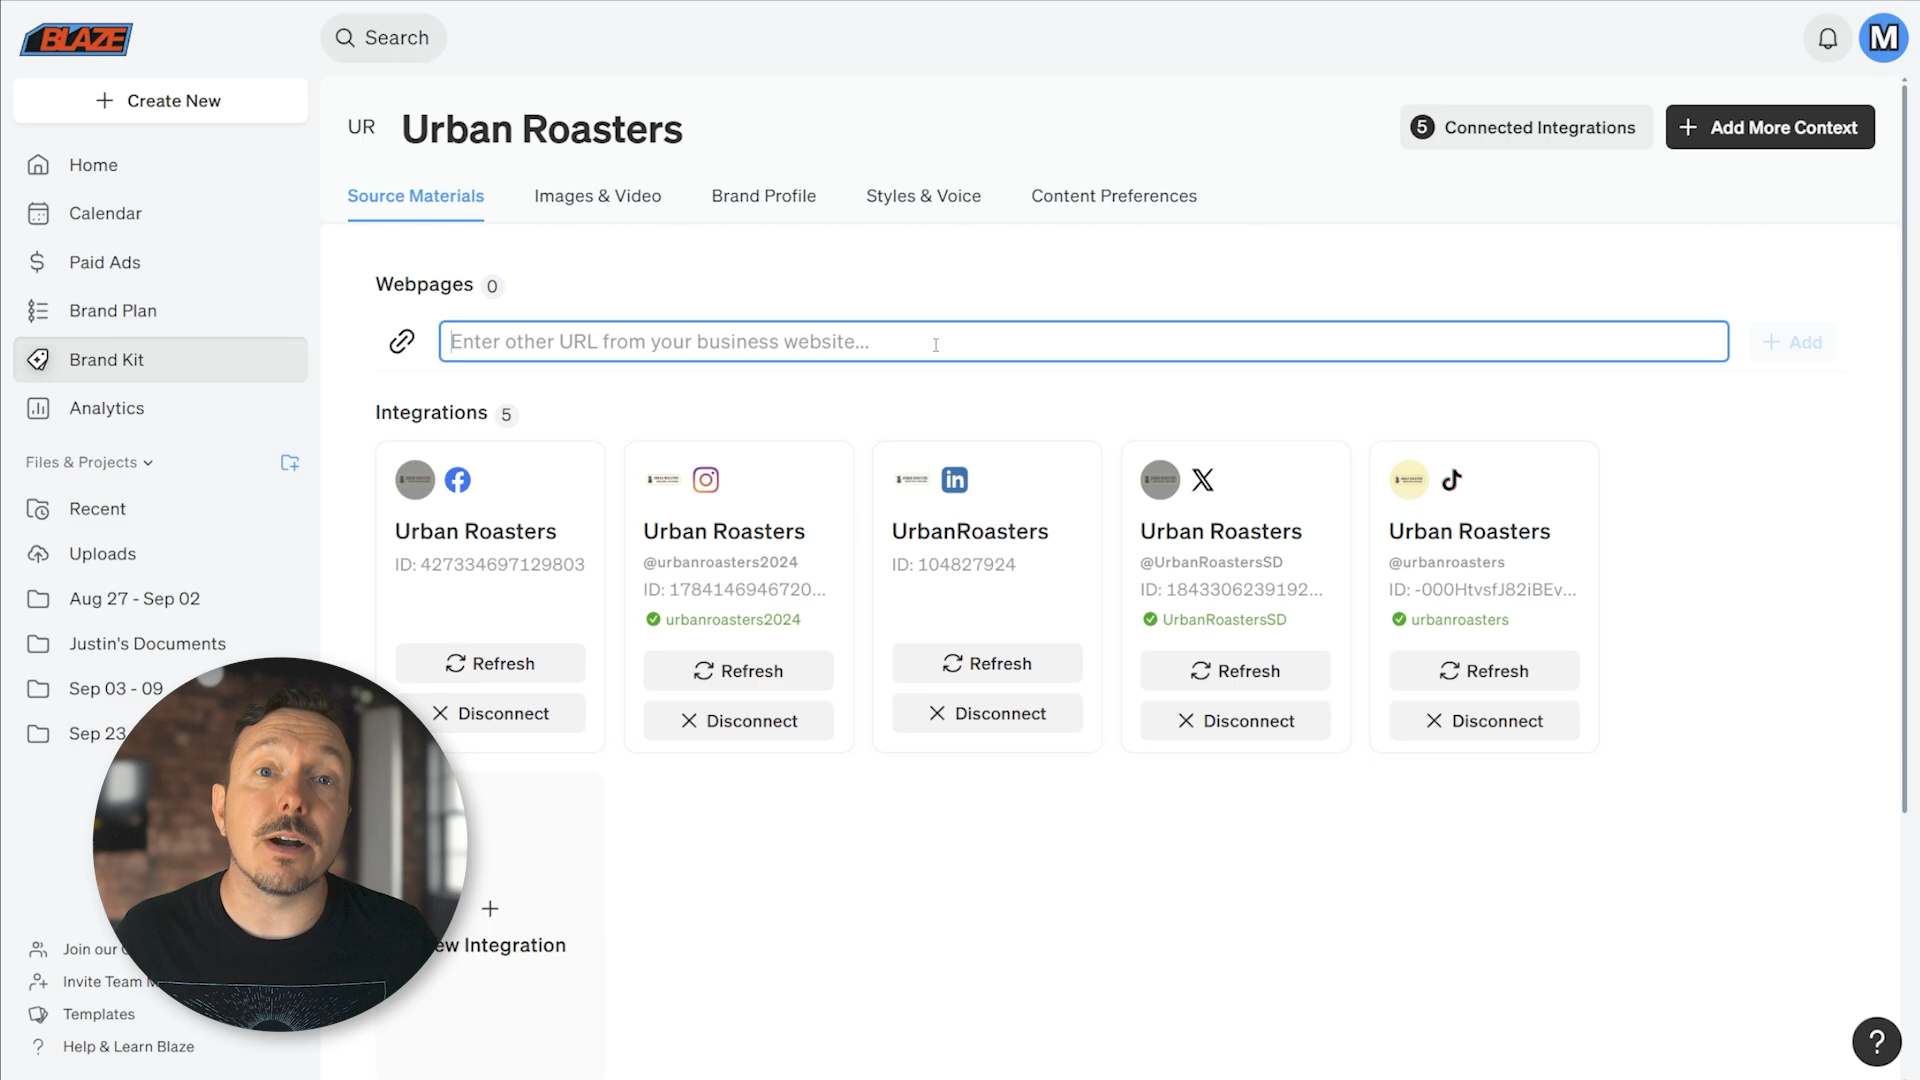 BLAZE
Search
M
Create New
Home
Calendar
Paid Ads
Brand Plan
Brand Kit
Analytics
Files & Projects
Recent
Uploads
Aug 27 - Sep 02
Justin's Documents
Sep 03 - 09
Sep 23
Join our
Invite Team
Templates
? Help & Learn Blaze
UR Urban Roasters
5 Connected Integrations
+ Add More Context
Source Materials
Images & Video
Brand Profile
Styles & Voice
Content Preferences
Webpages 0
Enter other URL from your business website...
+ Add
Integrations 5
Urban Roasters
ID: 427334697129803
Refresh
Disconnect
Urban Roasters
@urbanroasters2024
ID: 1784146946720...
urbanroasters2024
Refresh
Disconnect
in
UrbanRoasters
ID: 104827924
Refresh
Disconnect
X
Urban Roasters
@UrbanRoastersSD
ID: 1843306239192...
UrbanRoastersSD
Refresh
Disconnect
Urban Roasters
@urbanroasters
ID: -000HtvsfJ82iBEv...
urbanroasters
Refresh
Disconnect
+
ew Integration
?